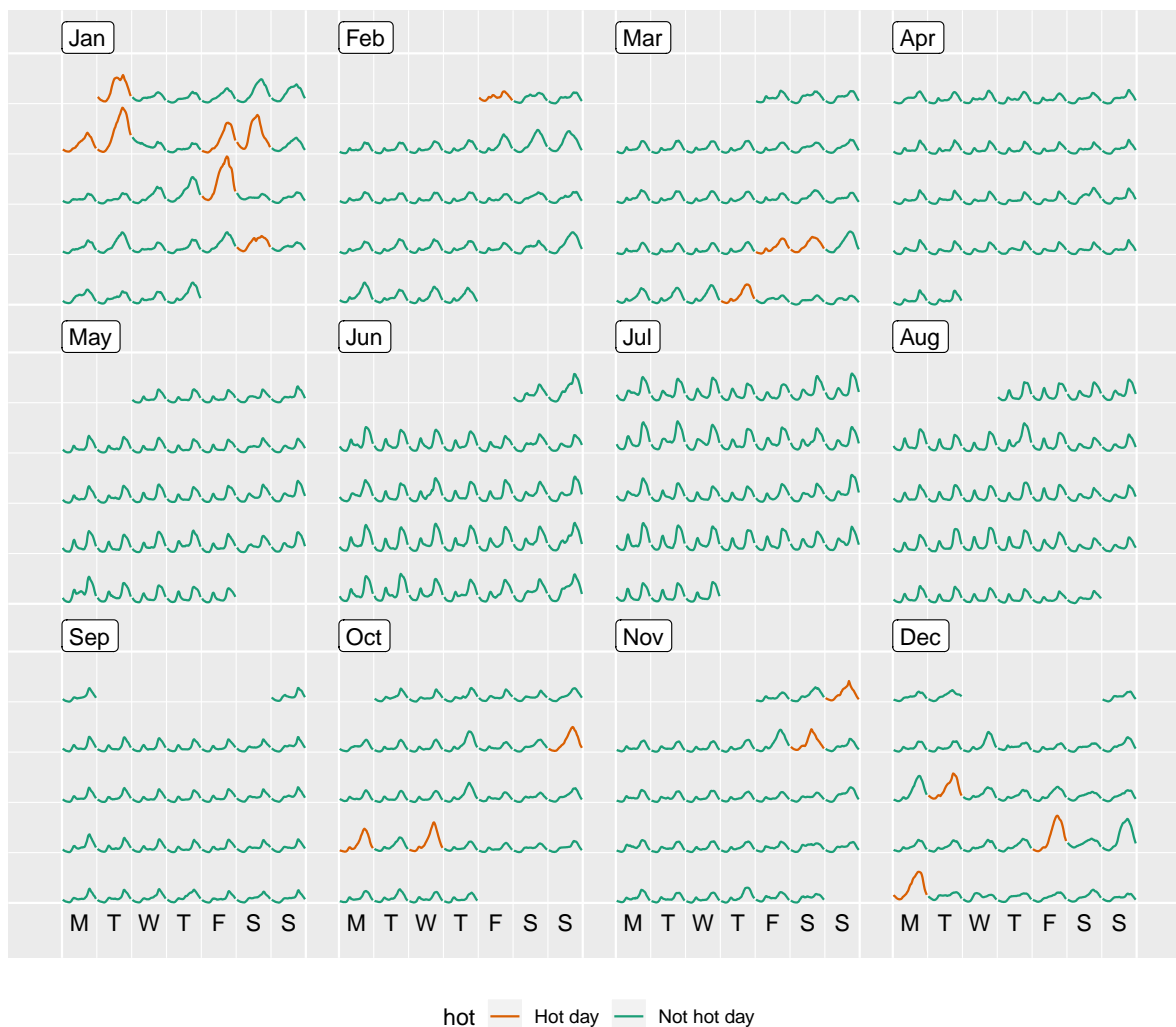 Jan Feb Mar Apr
May Jun Jul Aug
Sep Oct Nov Dec
M T W T F S S M T W T F S S M T W T F S S M T W T F S S
hot Hot day Not hot day